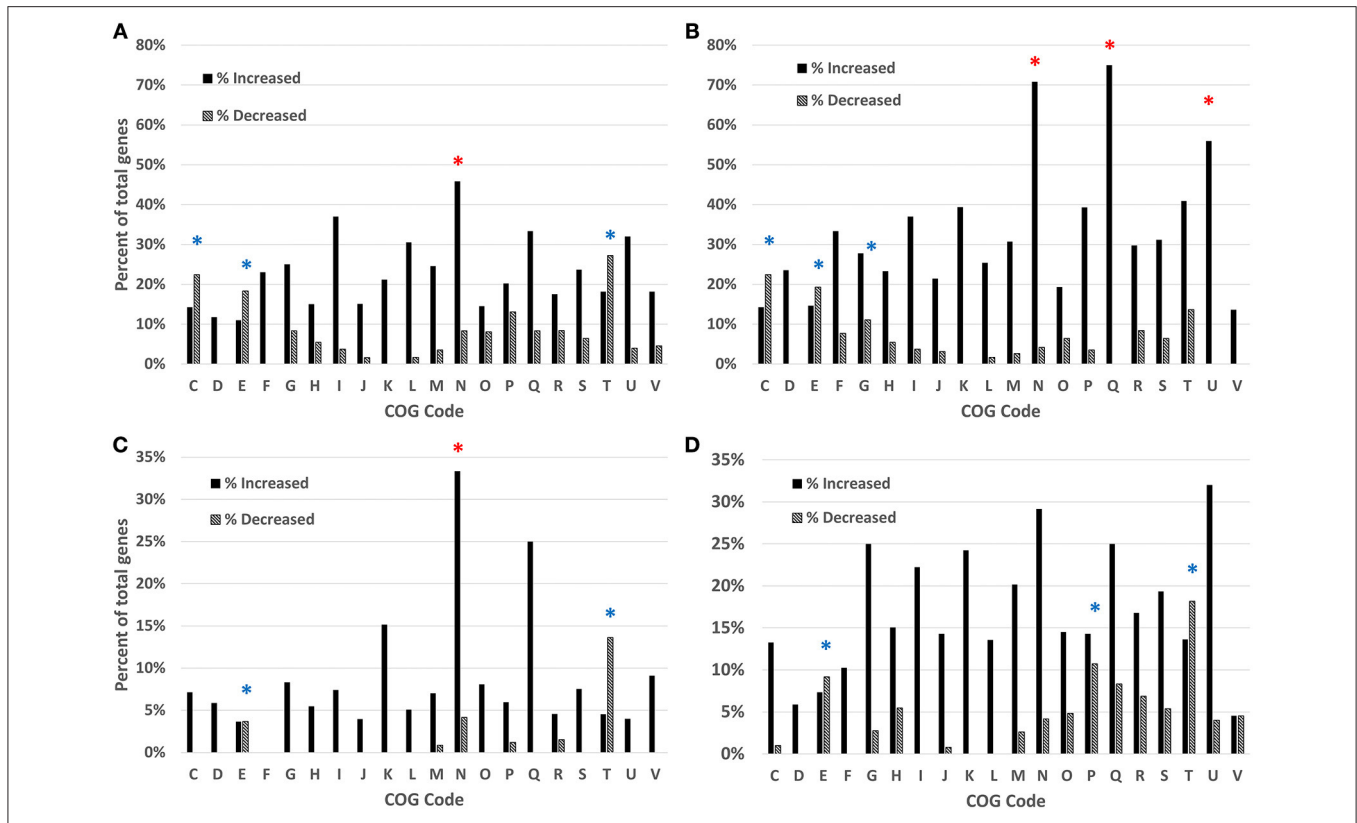 A
80%
70%
60%
50%
40%
30%
20%
10%
0%
Percent of total genes
% Increased
% Decreased
*
*
*
*
C D E F G H I J K L M N O P Q R S T U V
COG Code
B
80%
70%
60%
50%
40%
30%
20%
10%
0%
% Increased
% Decreased
*
*
*
*
*
*
C D E F G H I J K L M N O P Q R S T U V
COG Code
C
35%
30%
25%
20%
15%
10%
5%
0%
Percent of total genes
% Increased
% Decreased
*
*
*
C D E F G H I J K L M N O P Q R S T U V
COG Code
D
35%
30%
25%
20%
15%
10%
5%
0%
% Increased
% Decreased
*
*
*
C D E F G H I J K L M N O P Q R S T U V
COG Code